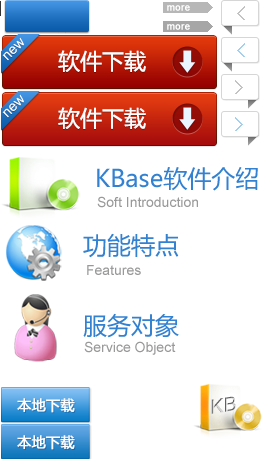 more
more
new
软件下载
new
软件下载
KBase软件介绍
Soft Introduction
功能特点
Features
服务对象
Service Object
本地下载
KB
本地下载